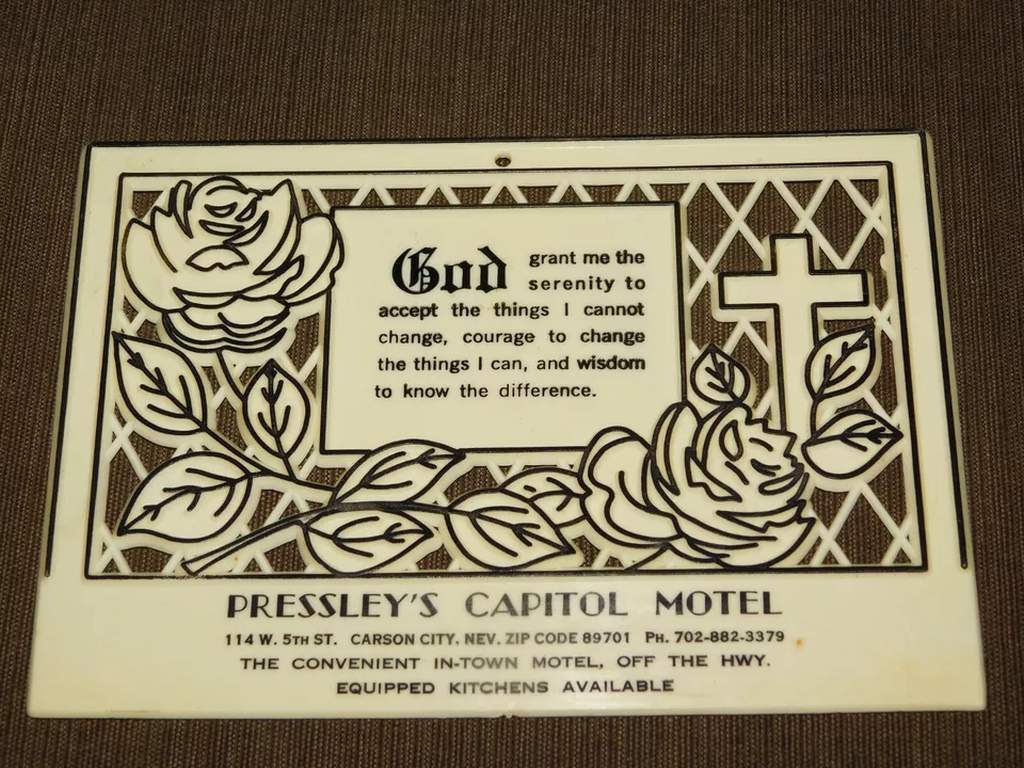 God grant me the
serenity to
accept the things I cannot
change, courage to change
the things I can, and wisdom
to know the difference.
PRESSLEY'S CAPITOL MOTEL
114 W. 5TH ST. CARSON CITY, NEV. ZIP CODE 89701 PH. 702-882-3379
THE CONVENIENT IN-TOWN MOTEL, OFF THE HWY.
EQUIPPED KITCHENS AVAILABLE